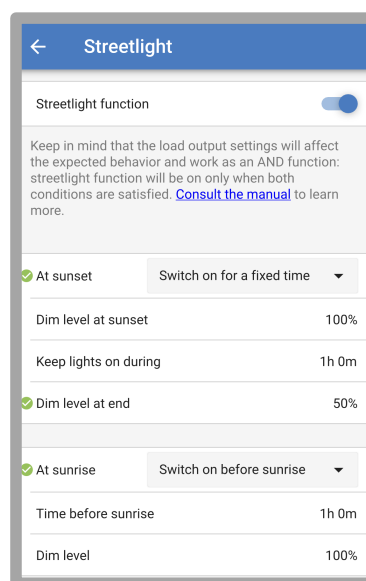 Streetlight
Streetlight function
Keep in mind that the load output settings will affect
the expected behavior and work as an AND function:
streetlight function will be on only when both
conditions are satisfied. Consult the manual to learn
more.
At sunset Switch on for a fixed time
Dim level at sunset 100%
Keep lights on during 1h 0m
Dim level at end 50%
At sunrise Switch on before sunrise
Time before sunrise 1h 0m
Dim level 100%